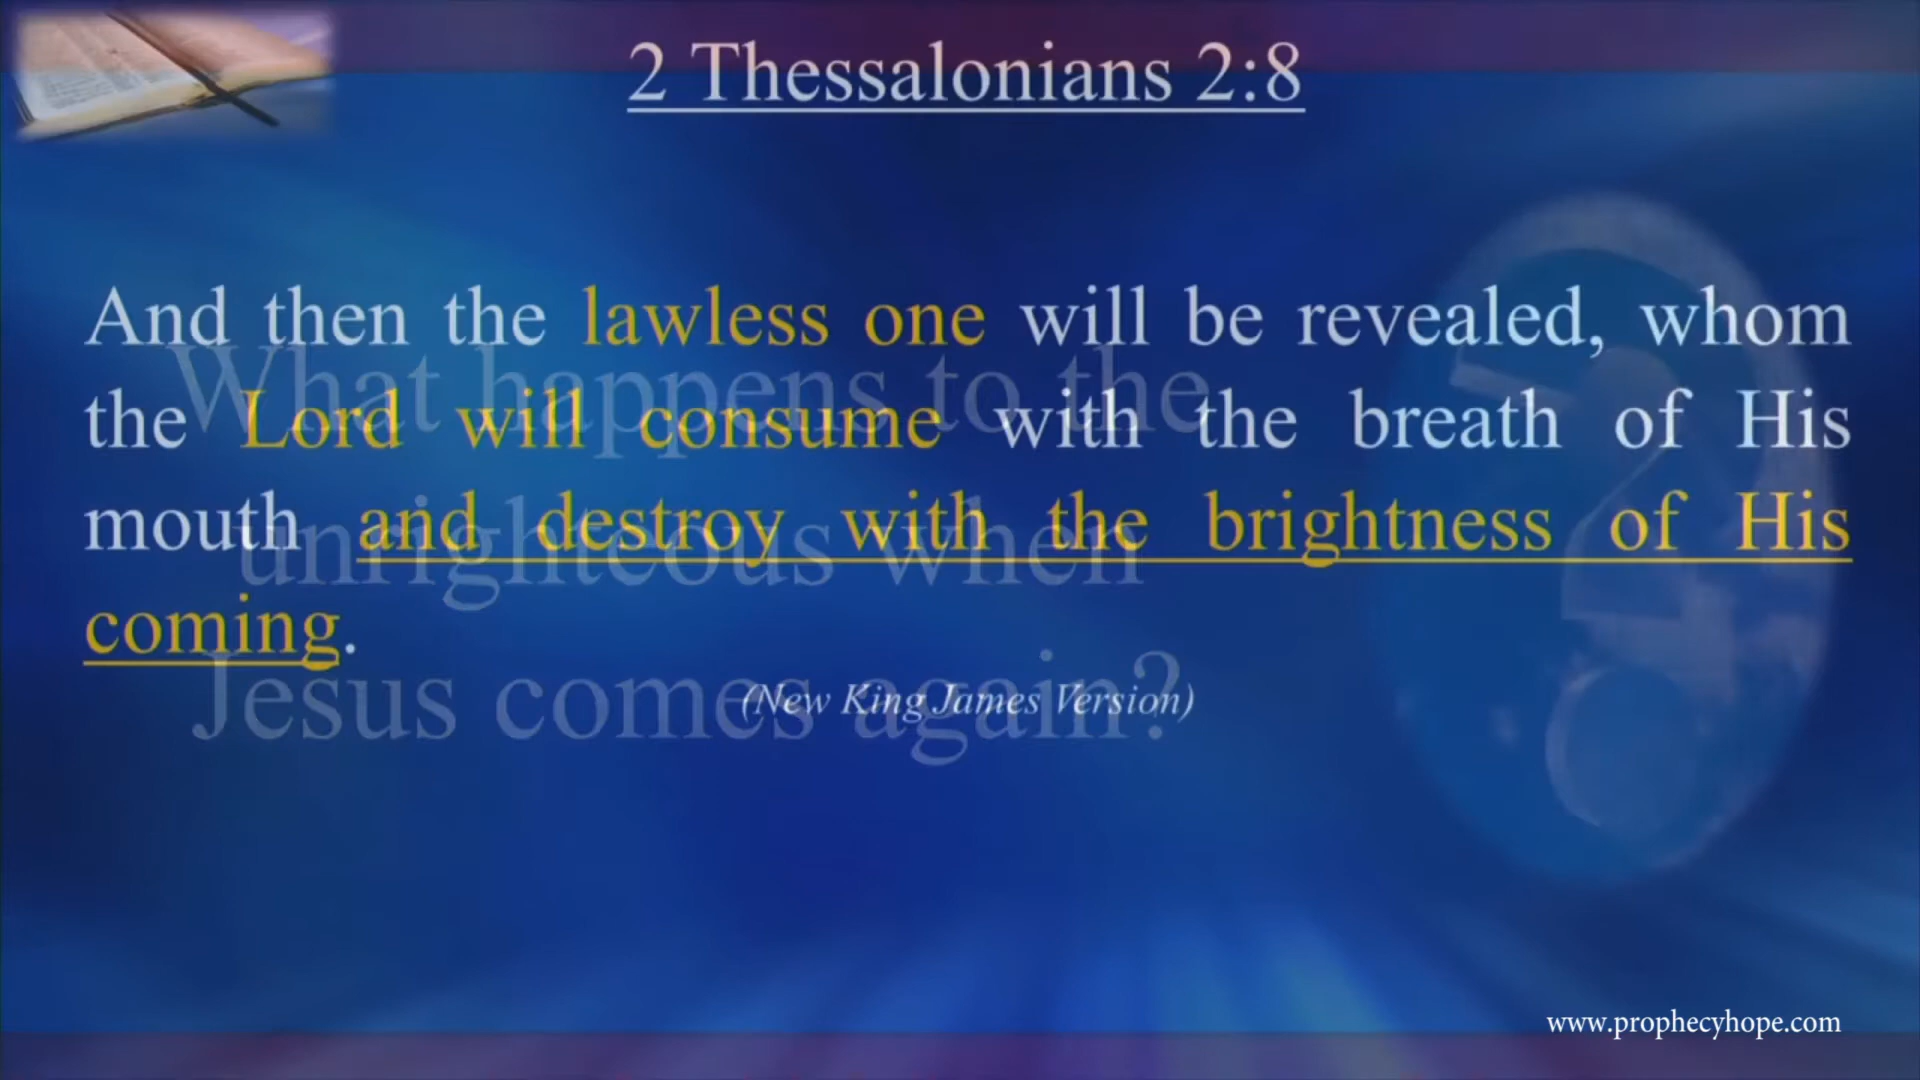 2 Thessalonians 2:8
And then the lawless one will be revealed, whom
the Lord will consume with the breath of His
mouth and destroy with the brightness of His
coming.
(New King James Version)
What happens to the
unrighteous when
Jesus comes again?
www.prophecyhope.com